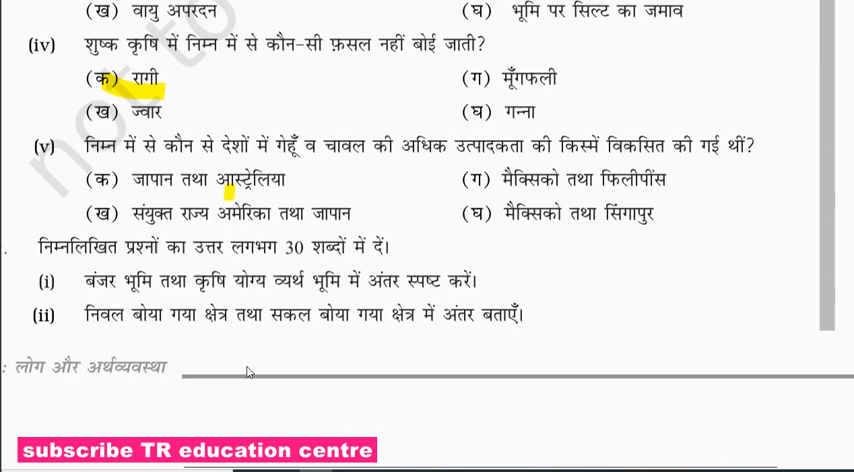 (ख) वायु अपरदन (घ) भूमि पर सिल्ट का जमाव
(iv) शुष्क कृषि में निम्न में से कौन-सी फ़सल नहीं बोई जाती?
(क) रागी (ग) मूँगफली
(ख) ज्वार (घ) गन्ना
(v) निम्न में से कौन से देशों में गेहूँ व चावल की अधिक उत्पादकता की किस्में विकसित की गई थीं?
(क) जापान तथा आस्ट्रेलिया (ग) मैक्सिको तथा फिलीपींस
(ख) संयुक्त राज्य अमेरिका तथा जापान (घ) मैक्सिको तथा सिंगापुर
. निम्नलिखित प्रश्नों का उत्तर लगभग 30 शब्दों में दें।
(i) बंजर भूमि तथा कृषि योग्य व्यर्थ भूमि में अंतर स्पष्ट करें।
(ii) निवल बोया गया क्षेत्र तथा सकल बोया गया क्षेत्र में अंतर बताएँ।
: लोग और अर्थव्यवस्था
subscribe TR education centre
not to